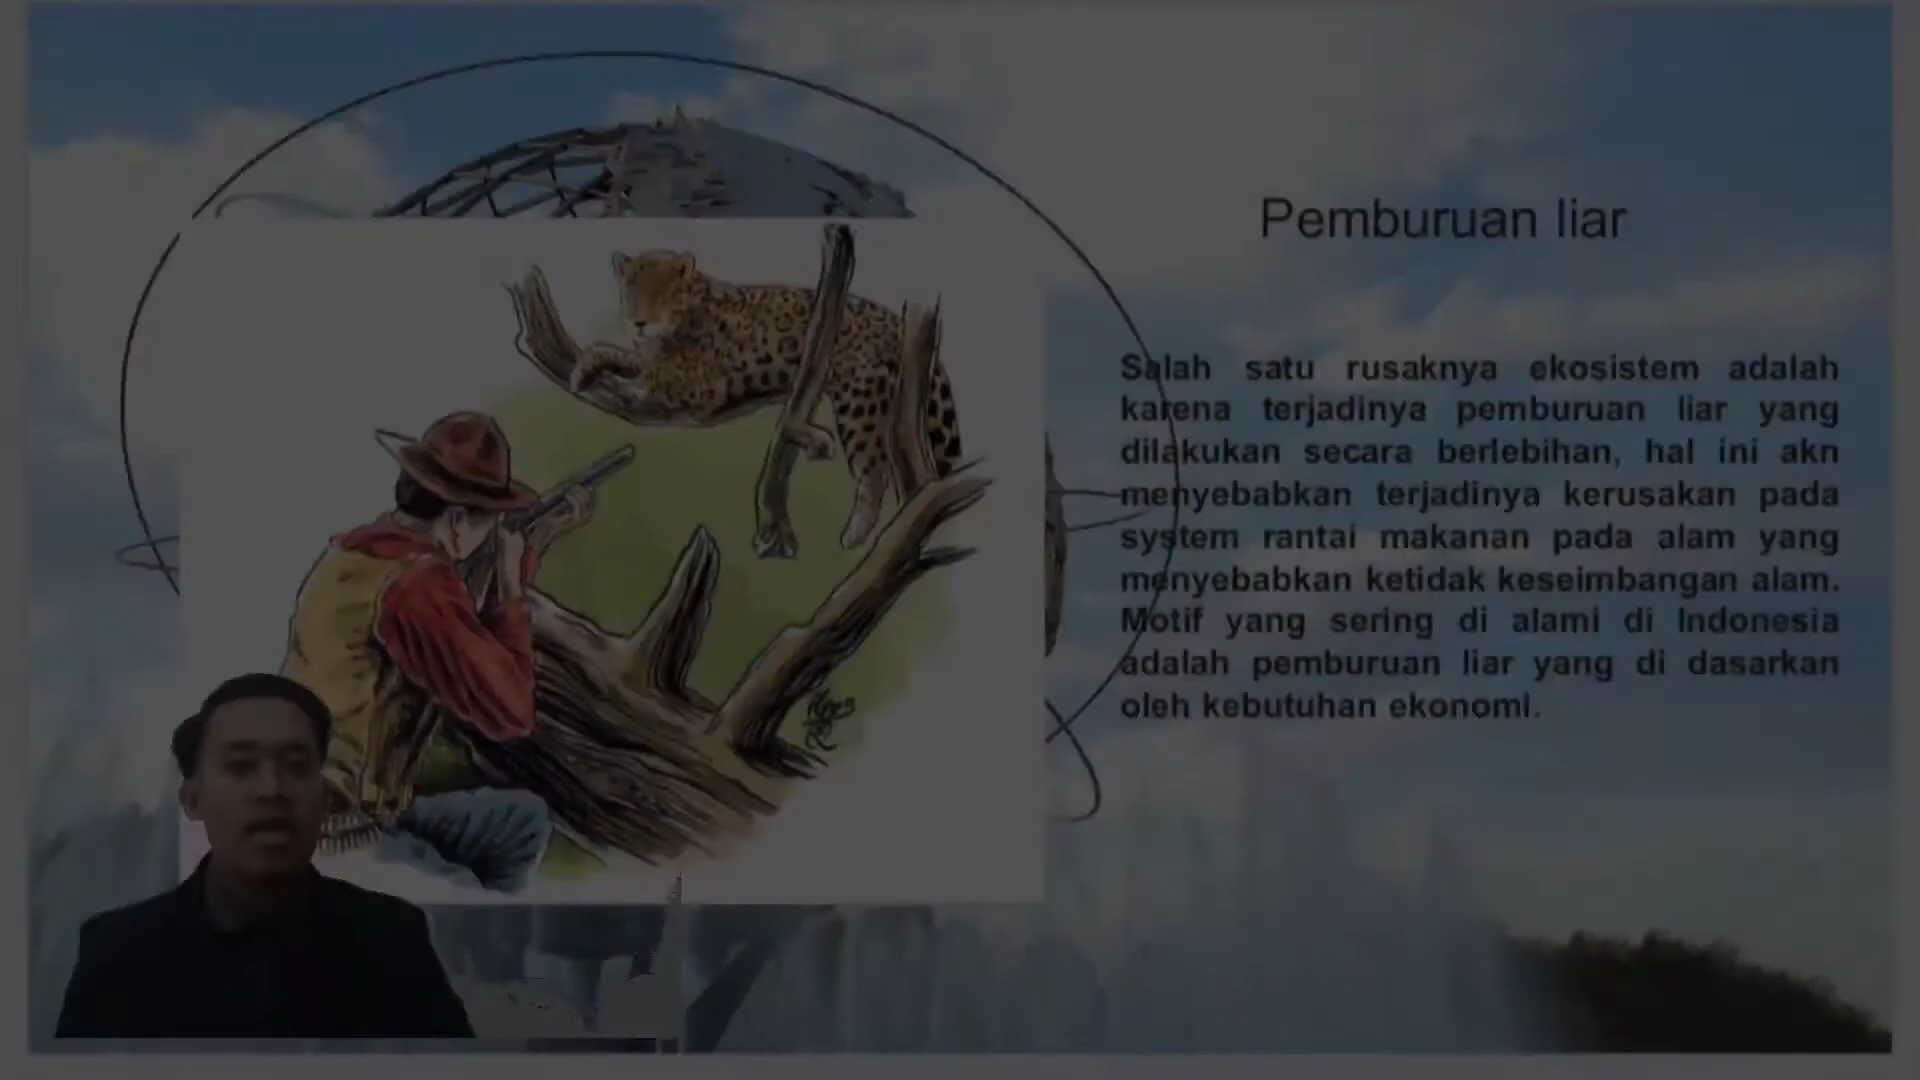 Pemburuan liar
Salah satu rusaknya ekosistem adalah
karena terjadinya pemburuan liar yang
dilakukan secara berlebihan, hal ini akn
menyebabkan terjadinya kerusakan pada
system rantai makanan pada alam yang
menyebabkan ketidak keseimbangan alam.
Motif yang sering di alami di Indonesia
adalah pemburuan liar yang di dasarkan
oleh kebutuhan ekonomi.